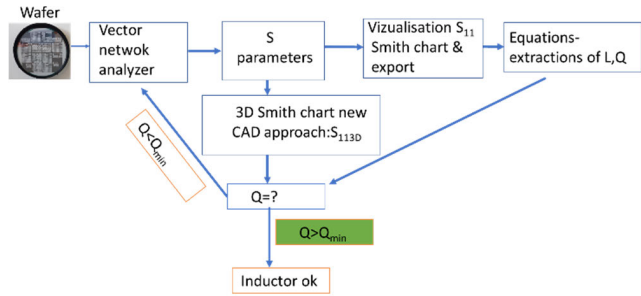 Wafer
Vector
netwok
analyzer
S
parameters
Vizualisation S₁₁
Smith chart &
export
Equations-
extractions of L,Q
3D Smith chart new
CAD approach:S₁₁₃D
Q<Qmin
Q=?
Q>Qmin
Inductor ok